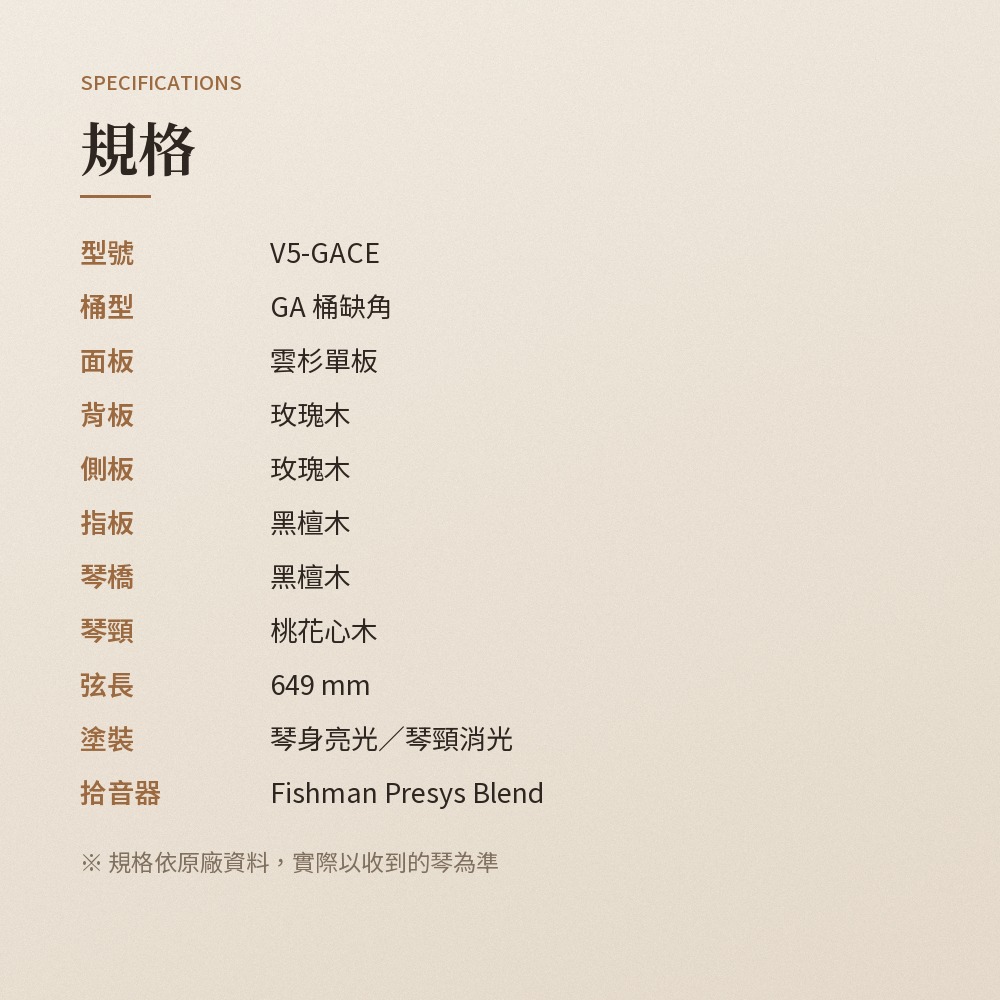 SPECIFICATIONS
規格
型號 V5-GACE
桶型 GA 桶缺角
面板 雲杉單板
背板 玫瑰木
側板 玫瑰木
指板 黑檀木
琴橋 黑檀木
琴頸 桃花心木
弦長 649 mm
塗裝 琴身亮光／琴頸消光
拾音器 Fishman Presys Blend
※ 規格依原廠資料，實際以收到的琴為準